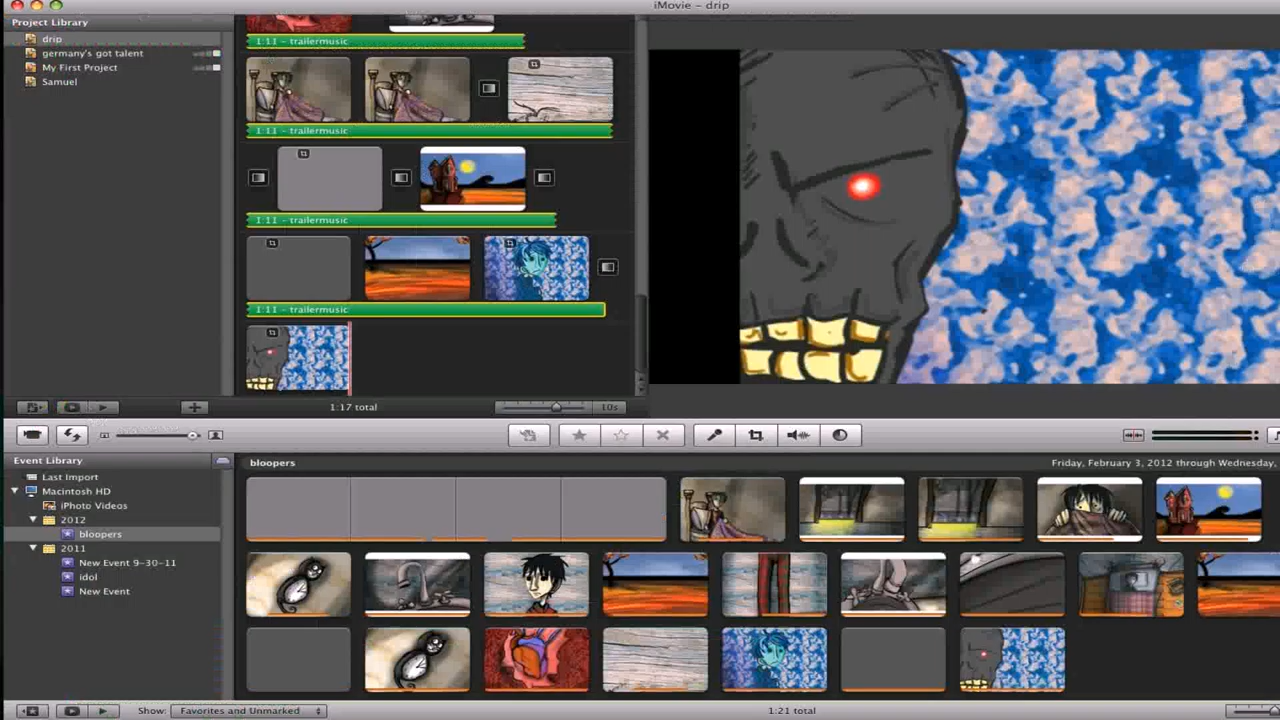 iMovie – drip
Project Library
drip
germany's got talent
My First Project
Samuel
1:11 – trailermusic
1:11 – trailermusic
1:11 – trailermusic
1:11 – trailermusic
1:17 total
10s
Event Library
Last Import
Macintosh HD
iPhoto Videos
2012
bloopers
2011
New Event 9-30-11
idol
New Event
bloopers
Friday, February 3, 2012 through Wednesday,
Show:
Favorites and Unmarked
1:21 total